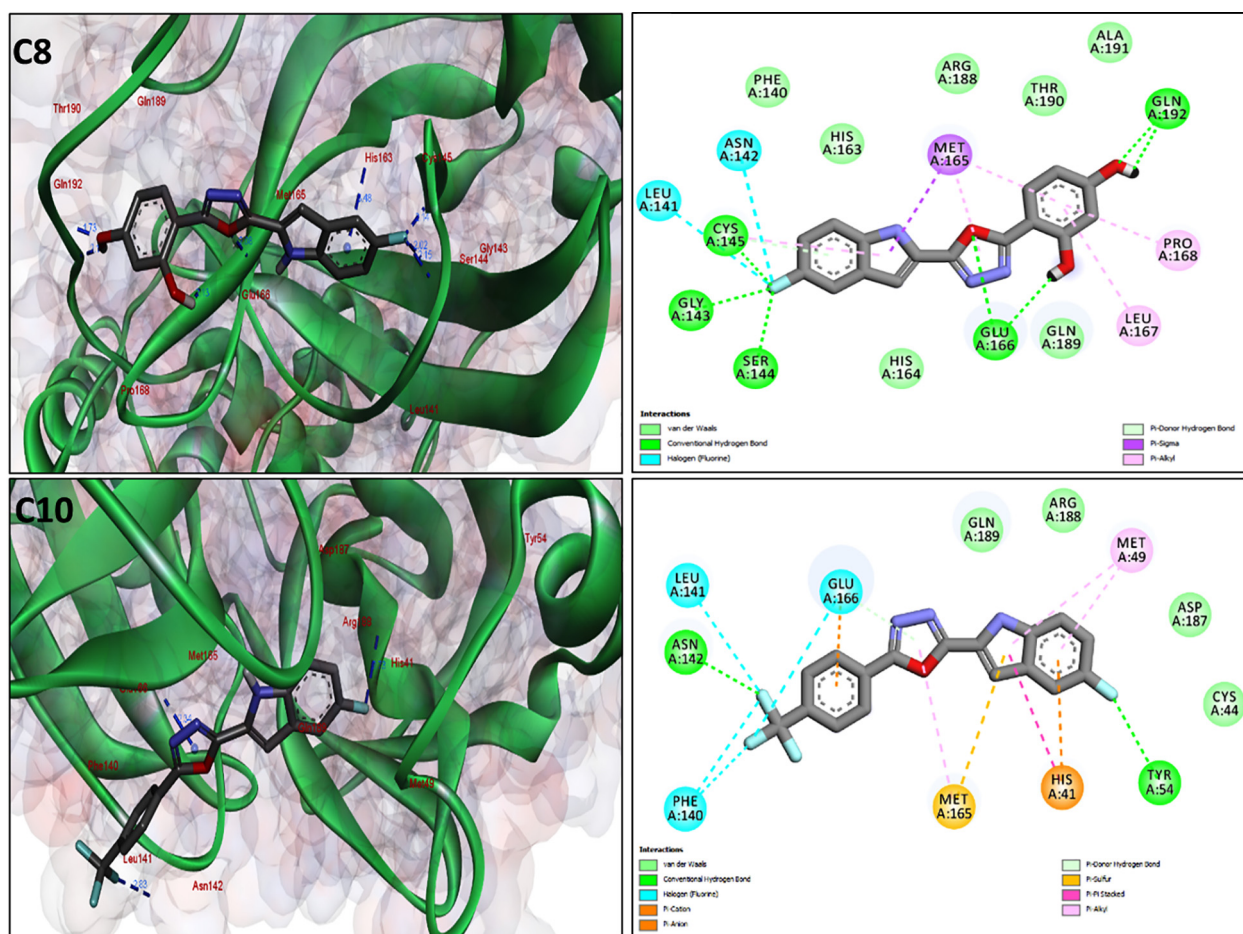 C8
Thr190
Gln189
His163
Cys145
Gln192
Met165
Gly143
Ser144
Glu166
Pro168
Leu141
ALA
A:191
PHE
A:140
ARG
A:188
THR
A:190
GLN
A:192
ASN
A:142
HIS
A:163
MET
A:165
LEU
A:141
CYS
A:145
PRO
A:168
GLY
A:143
LEU
A:167
GLU
A:166
GLN
A:189
SER
A:144
HIS
A:164
Interactions
van der Waals
Conventional Hydrogen Bond
Halogen (Fluorine)
Pi-Donor Hydrogen Bond
Pi-Sigma
Pi-Alkyl
C10
Tyr54
Asp187
His41
Met165
Phe140
Met49
Leu141
Asn142
2.83
GLN
A:189
ARG
A:188
MET
A:49
LEU
A:141
GLU
A:166
ASP
A:187
ASN
A:142
CYS
A:44
PHE
A:140
MET
A:165
HIS
A:41
TYR
A:54
Interactions
van der Waals
Conventional Hydrogen Bond
Halogen (Fluorine)
Pi-Cation
Pi-Anion
Pi-Donor Hydrogen Bond
Pi-Sulfur
Pi-Pi Stacked
Pi-Alkyl